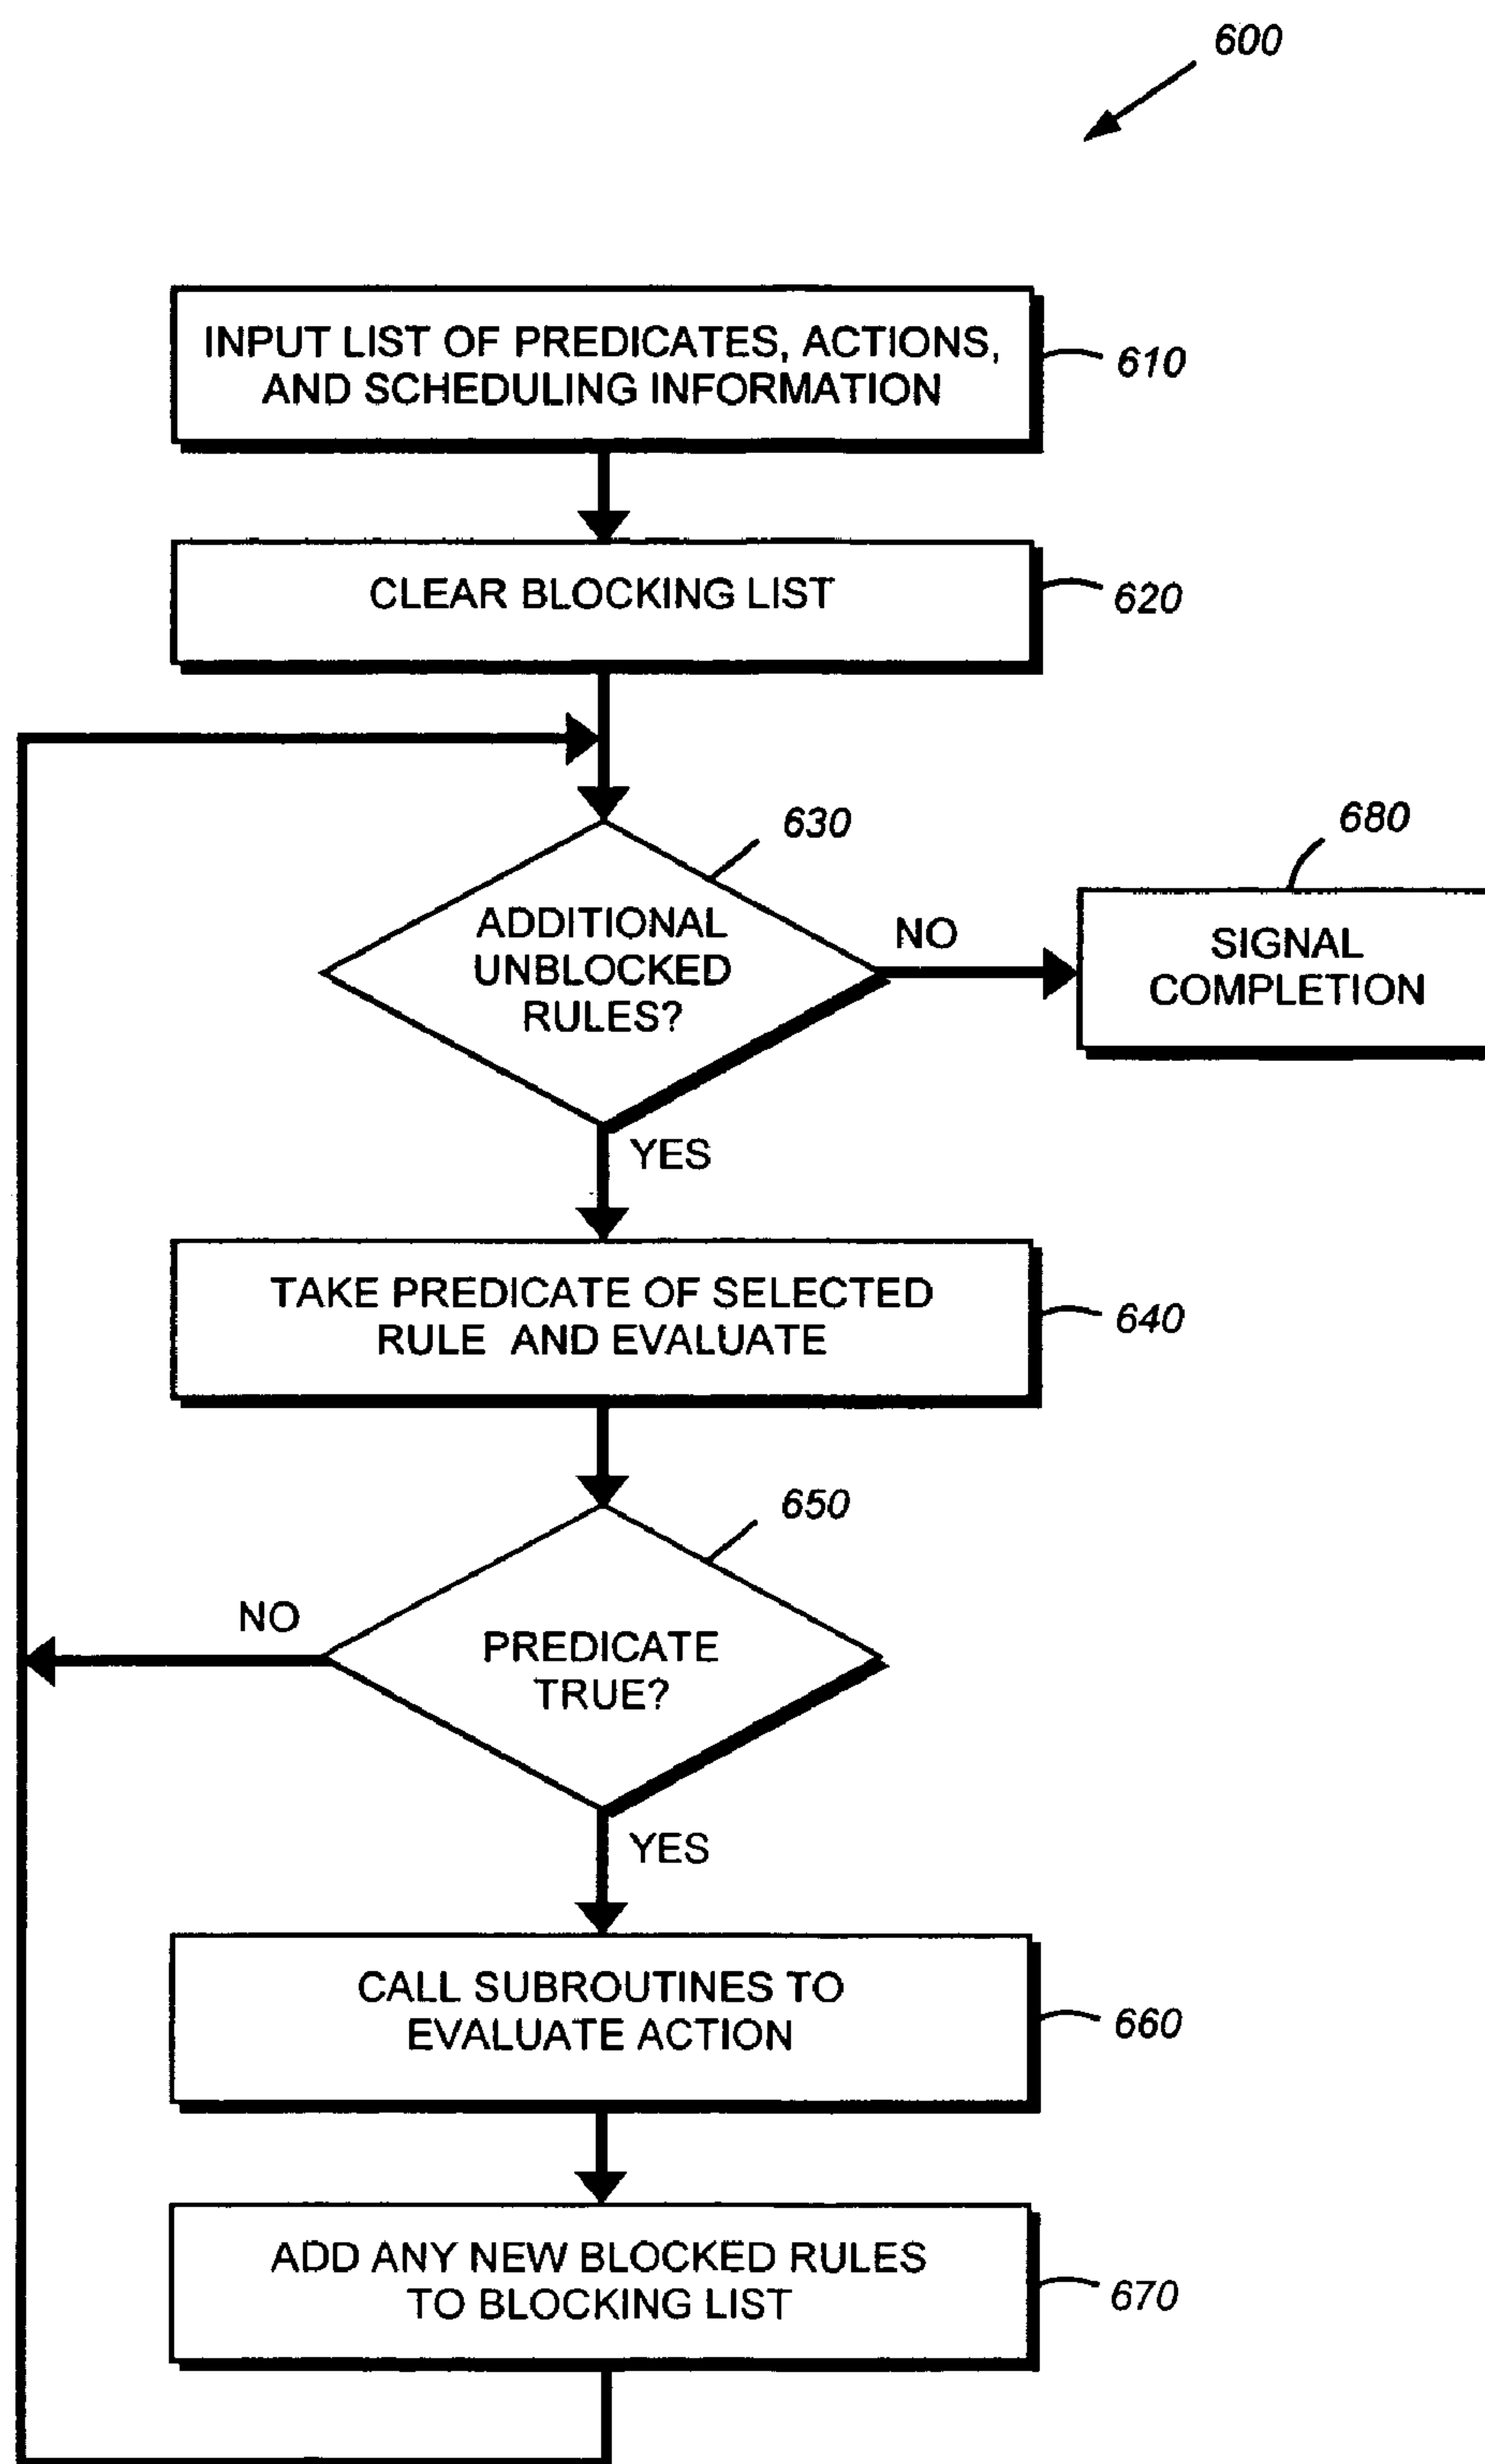 600
INPUT LIST OF PREDICATES, ACTIONS,
AND SCHEDULING INFORMATION
610
CLEAR BLOCKING LIST
620
630
680
ADDITIONAL
UNBLOCKED
RULES?
NO
SIGNAL
COMPLETION
YES
TAKE PREDICATE OF SELECTED
RULE AND EVALUATE
640
650
NO
PREDICATE
TRUE?
YES
CALL SUBROUTINES TO
EVALUATE ACTION
660
ADD ANY NEW BLOCKED RULES
TO BLOCKING LIST
670